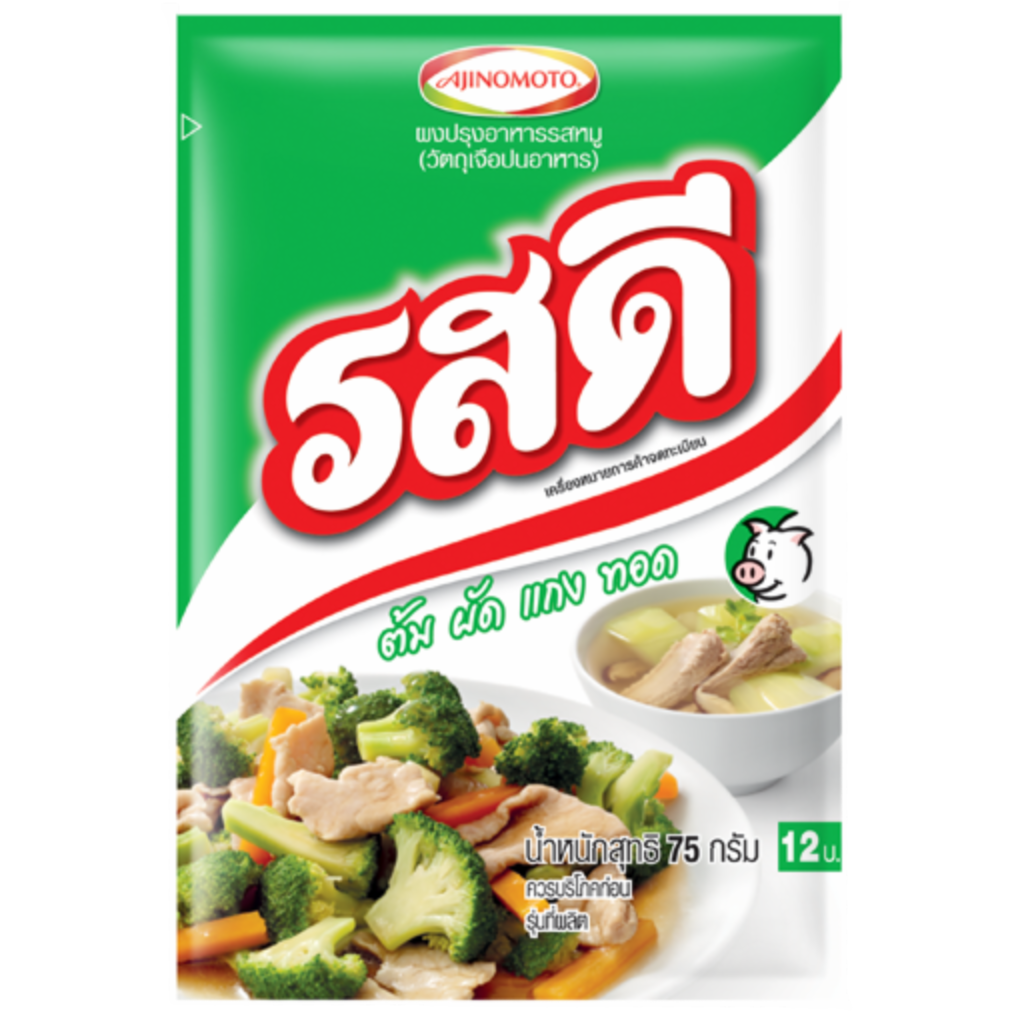 AJINOMOTO®
ผงปรุงอาหารรสหมู
(วัตถุเจือปนอาหาร)
รสดี
เครื่องหมายการค้าจดทะเบียน
ต้ม ผัด แกง ทอด
น้ำหนักสุทธิ 75 กรัม
12 บ.
ควรบริโภคก่อน
รุ่นที่ผลิต